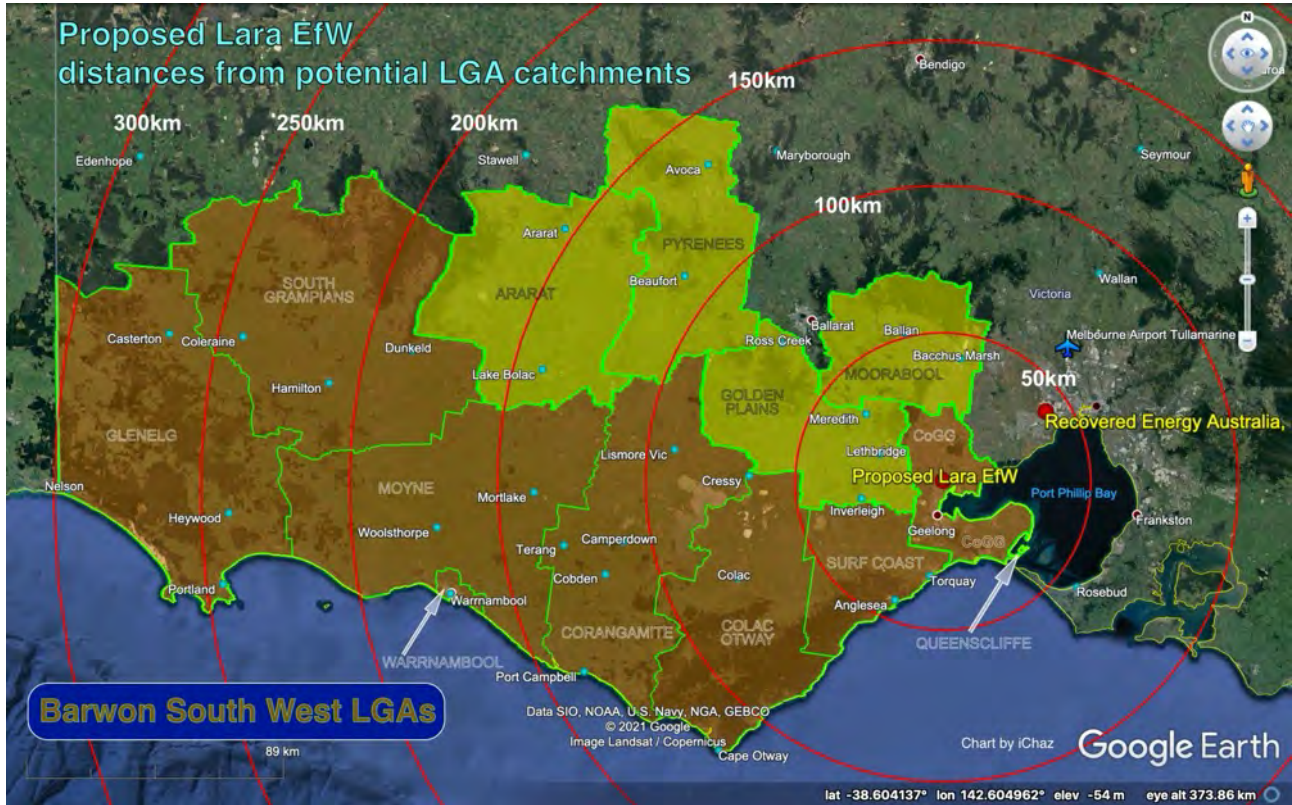 Proposed Lara EfW
distances from potential LGA catchments
N
Bendigo
150km
300km
250km
200km
Edenhope
Stawell
Maryborough
Seymour
Avoca
100km
Ararat
PYRENEES
Beaufort
SOUTH
GRAMPIANS
ARARAT
Wallan
Victoria
Casterton
Coleraine
Dunkeld
Ross Creek
Ballarat
Ballan
Melbourne Airport Tullamarine
Bacchus Marsh
Hamilton
Lake Bolac
MOORABOOL
50km
GOLDEN
PLAINS
Meredith
Recovered Energy Australia,
GLENELG
CoGG
Lismore Vic
Lethbridge
Nelson
MOYNE
Mortlake
Cressy
Proposed Lara EfW
Port Phillip Bay
Heywood
Woolsthorpe
Inverleigh
Geelong
Frankston
Terang
Camperdown
CoGG
Cobden
Colac
SURF COAST
Torquay
Portland
Rosebud
Warrnambool
Anglesea
CORANGAMITE
COLAC
OTWAY
QUEENSCLIFFE
WARRNAMBOOL
Port Campbell
Barwon South West LGAs
Data SIO, NOAA, U.S. Navy, NGA, GEBCO
© 2021 Google
Image Landsat / Copernicus
89 km
Cape Otway
Chart by iChaz
Google Earth
lat -38.604137° lon 142.604962° elev -54 m eye alt 373.86 km